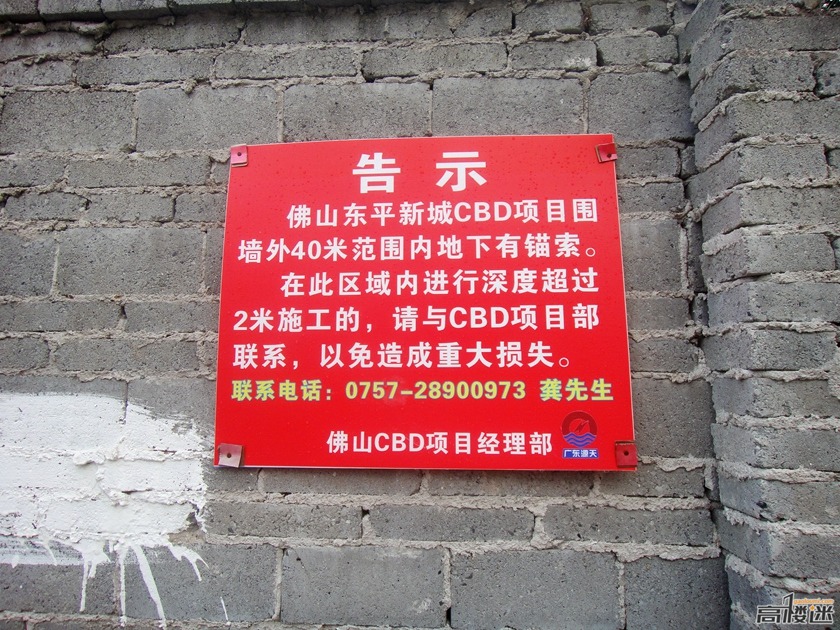 告示
佛山东平新城CBD项目围
墙外40米范围内地下有锚索。
在此区域内进行深度超过
2米施工的，请与CBD项目部
联系，以免造成重大损失。
联系电话：0757-28900973 龚先生
佛山CBD项目经理部
广东源天
高楼迷